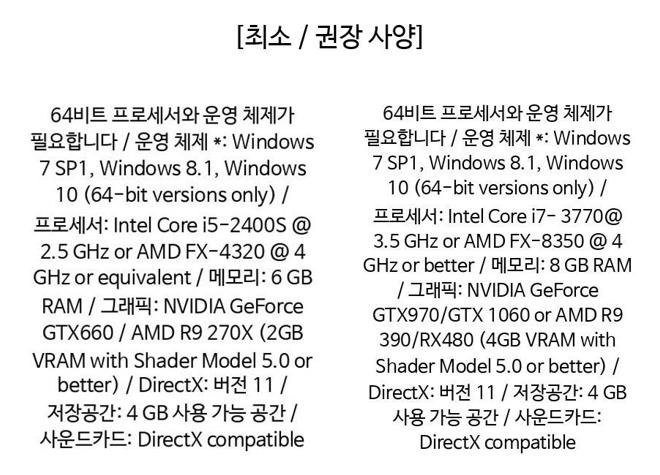 [최소 / 권장 사양]
64비트 프로세서와 운영 체제가
필요합니다 / 운영 체제 *: Windows
7 SP1, Windows 8.1, Windows
10 (64-bit versions only) /
프로세서: Intel Core i5-2400S @
2.5 GHz or AMD FX-4320 @ 4
GHz or equivalent / 메모리: 6 GB
RAM / 그래픽: NVIDIA GeForce
GTX660 / AMD R9 270X (2GB
VRAM with Shader Model 5.0 or
better) / DirectX: 버전 11 /
저장공간: 4 GB 사용 가능 공간 /
사운드카드: DirectX compatible
64비트 프로세서와 운영 체제가
필요합니다 / 운영 체제 *: Windows
7 SP1, Windows 8.1, Windows
10 (64-bit versions only) /
프로세서: Intel Core i7- 3770@
3.5 GHz or AMD FX-8350 @ 4
GHz or better / 메모리: 8 GB RAM
/ 그래픽: NVIDIA GeForce
GTX970/GTX 1060 or AMD R9
390/RX480 (4GB VRAM with
Shader Model 5.0 or better) /
DirectX: 버전 11 / 저장공간: 4 GB
사용 가능 공간 / 사운드카드:
DirectX compatible